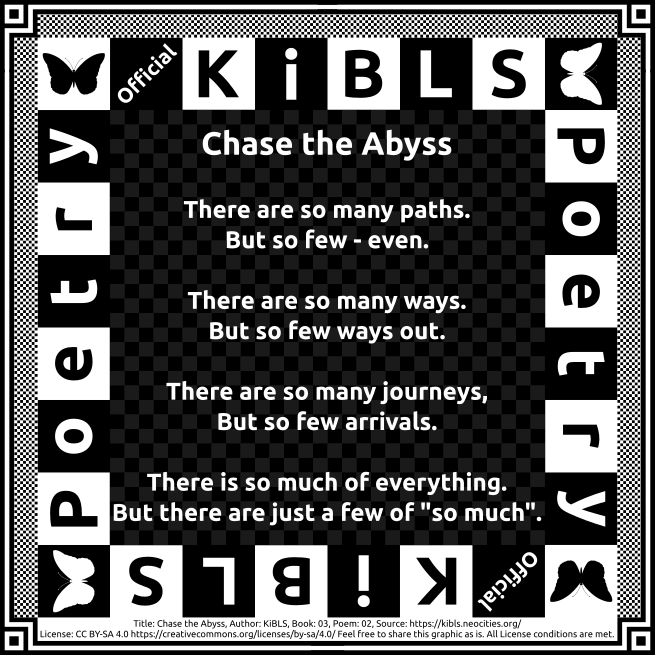 Official KiBLS
Poetry
Poetry
Chase the Abyss
There are so many paths.
But so few - even.
There are so many ways.
But so few ways out.
There are so many journeys,
But so few arrivals.
There is so much of everything.
But there are just a few of "so much".
Official KiBLS
Title: Chase the Abyss, Author: KiBLS, Book: 03, Poem: 02, Source: https://kibls.neocities.org/
License: CC BY-SA 4.0 https://creativecommons.org/licenses/by-sa/4.0/ Feel free to share this graphic as is. All License conditions are met.